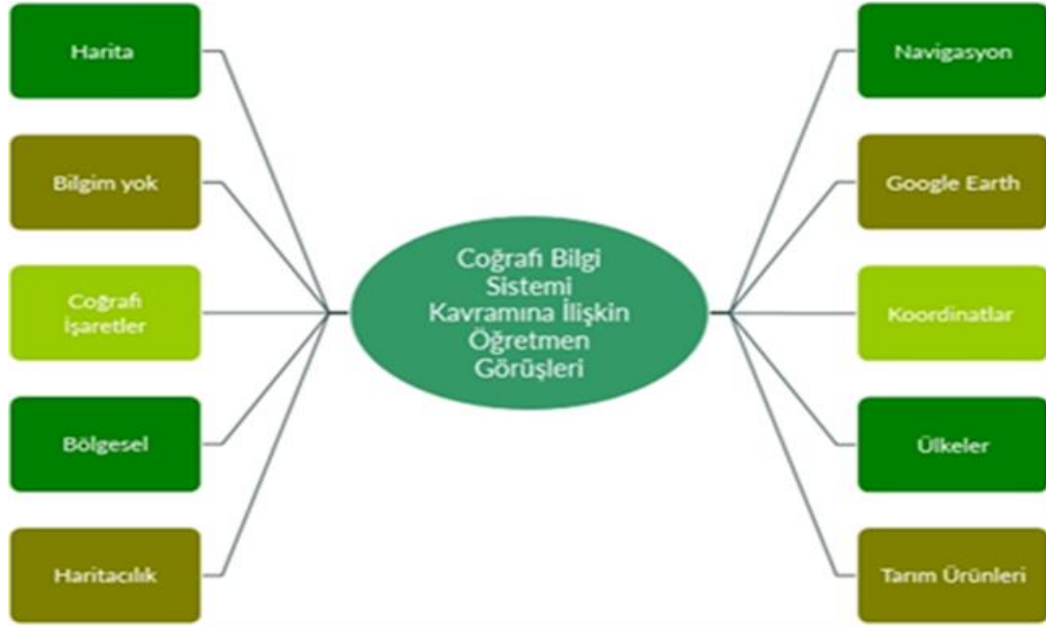 Harita
Bilgim yok
Coğrafi
İşaretler
Bölgesel
Haritacılık
Coğrafi Bilgi
Sistemi
Kavramına İlişkin
Öğretmen
Görüşleri
Navigasyon
Google Earth
Koordinatlar
Ülkeler
Tarım Ürünleri